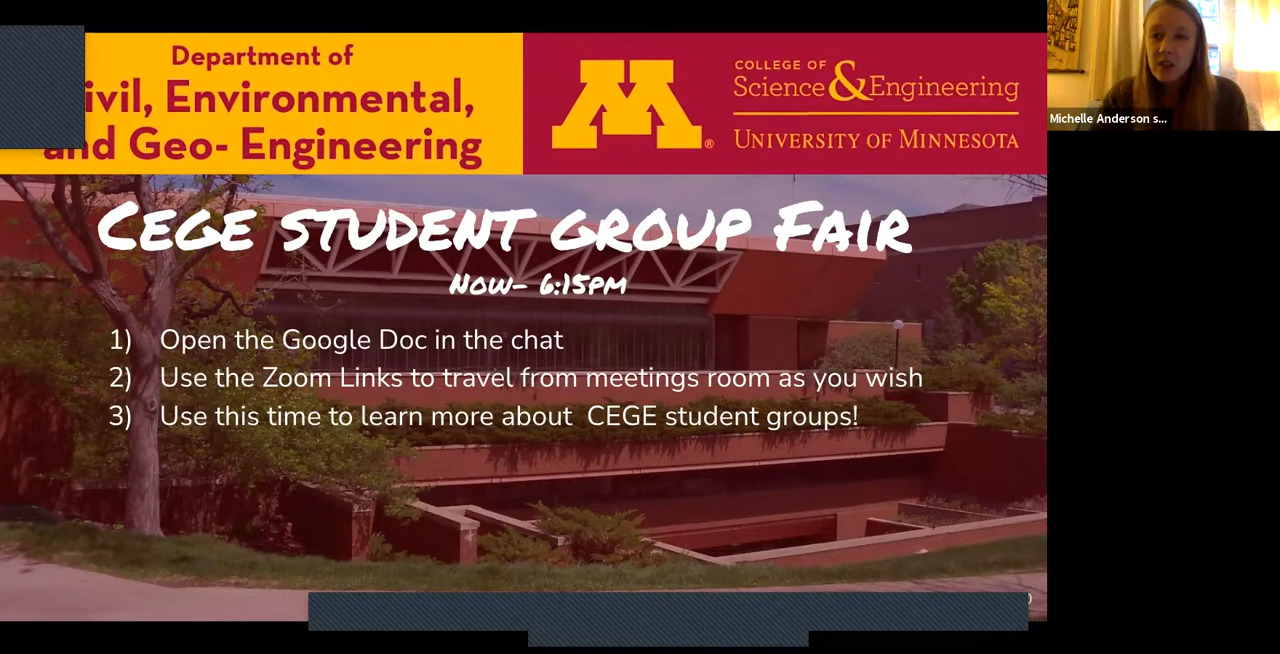 Department of
ivil, Environmental,
and Geo- Engineering
M®
COLLEGE OF
Science & Engineering
UNIVERSITY OF MINNESOTA
Michelle Anderson s...
CEGE STUDENT GROUP FAIR
NOW- 6:15PM
1) Open the Google Doc in the chat
2) Use the Zoom Links to travel from meetings room as you wish
3) Use this time to learn more about CEGE student groups!